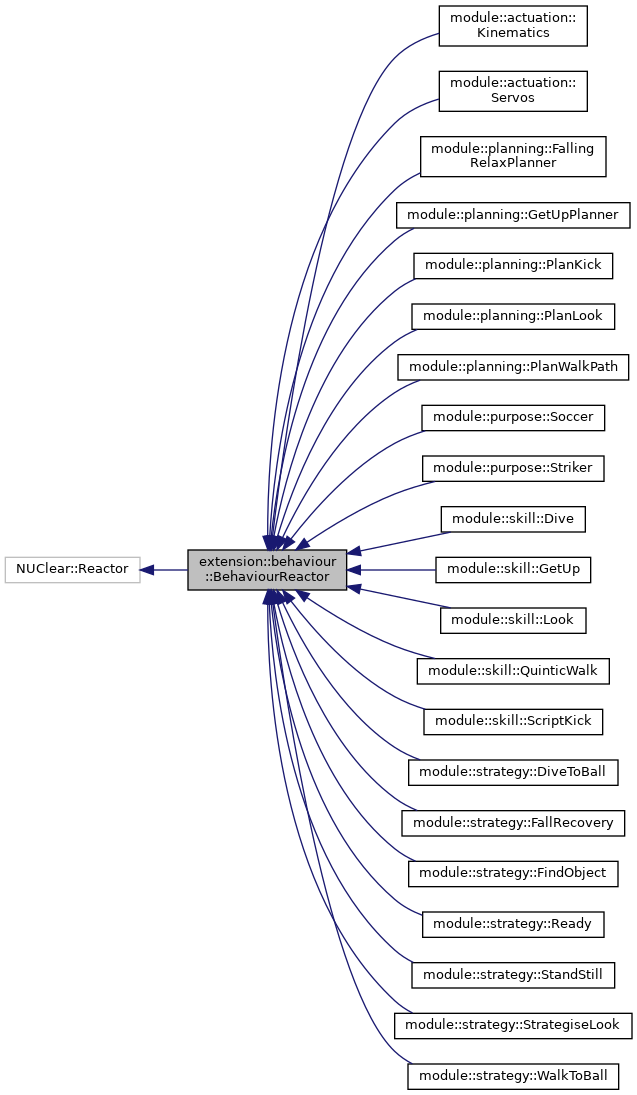 module::actuation::
Kinematics
module::actuation::
Servos
module::planning::Falling
RelaxPlanner
module::planning::GetUpPlanner
module::planning::PlanKick
module::planning::PlanLook
module::planning::PlanWalkPath
module::purpose::Soccer
module::purpose::Striker
module::skill::Dive
NUClear::Reactor
extension::behaviour
::BehaviourReactor
module::skill::GetUp
module::skill::Look
module::skill::QuinticWalk
module::skill::ScriptKick
module::strategy::DiveToBall
module::strategy::FallRecovery
module::strategy::FindObject
module::strategy::Ready
module::strategy::StandStill
module::strategy::StrategiseLook
module::strategy::WalkToBall